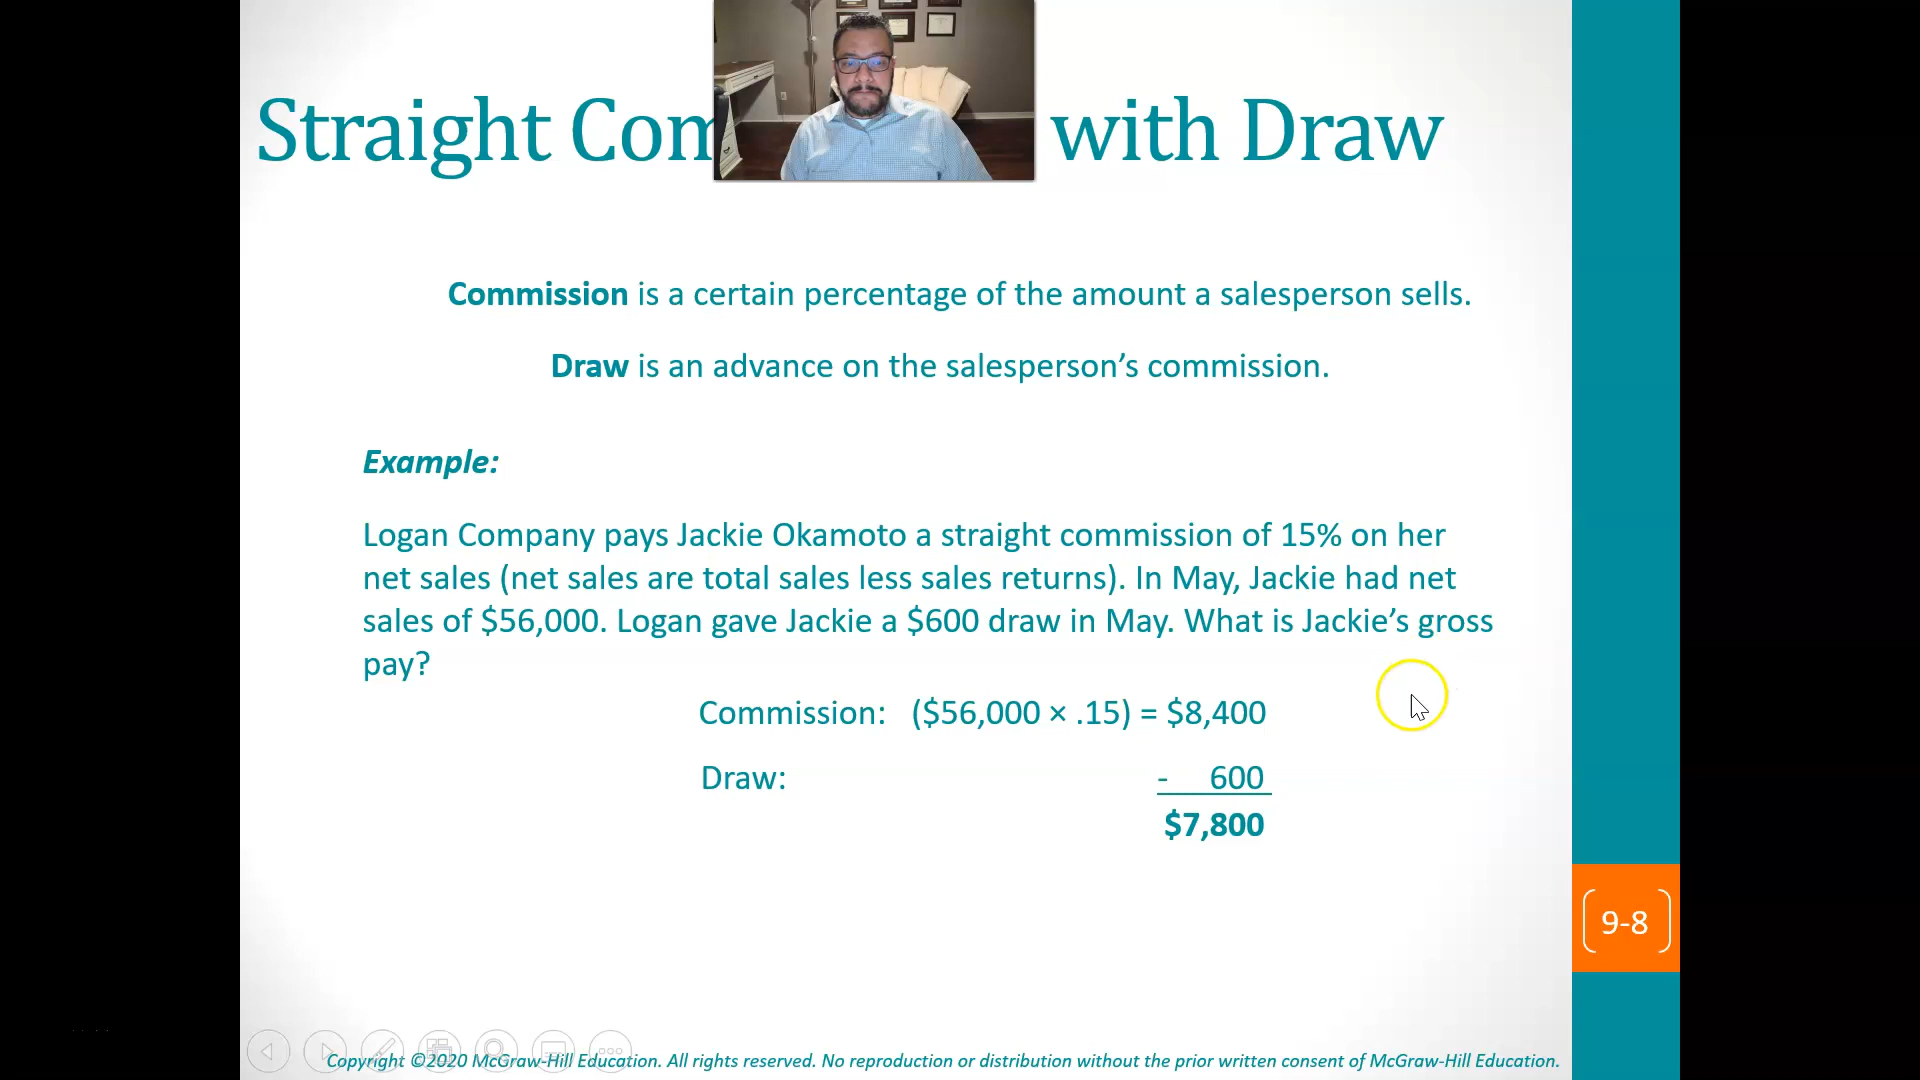 Straight Com with Draw
Commission is a certain percentage of the amount a salesperson sells.
Draw is an advance on the salesperson’s commission.
Example:
Logan Company pays Jackie Okamoto a straight commission of 15% on her
net sales (net sales are total sales less sales returns). In May, Jackie had net
sales of $56,000. Logan gave Jackie a $600 draw in May. What is Jackie’s gross
pay?
Commission: ($56,000 × .15) = $8,400
Draw: - 600
$7,800
9-8
Copyright ©2020 McGraw-Hill Education. All rights reserved. No reproduction or distribution without the prior written consent of McGraw-Hill Education.